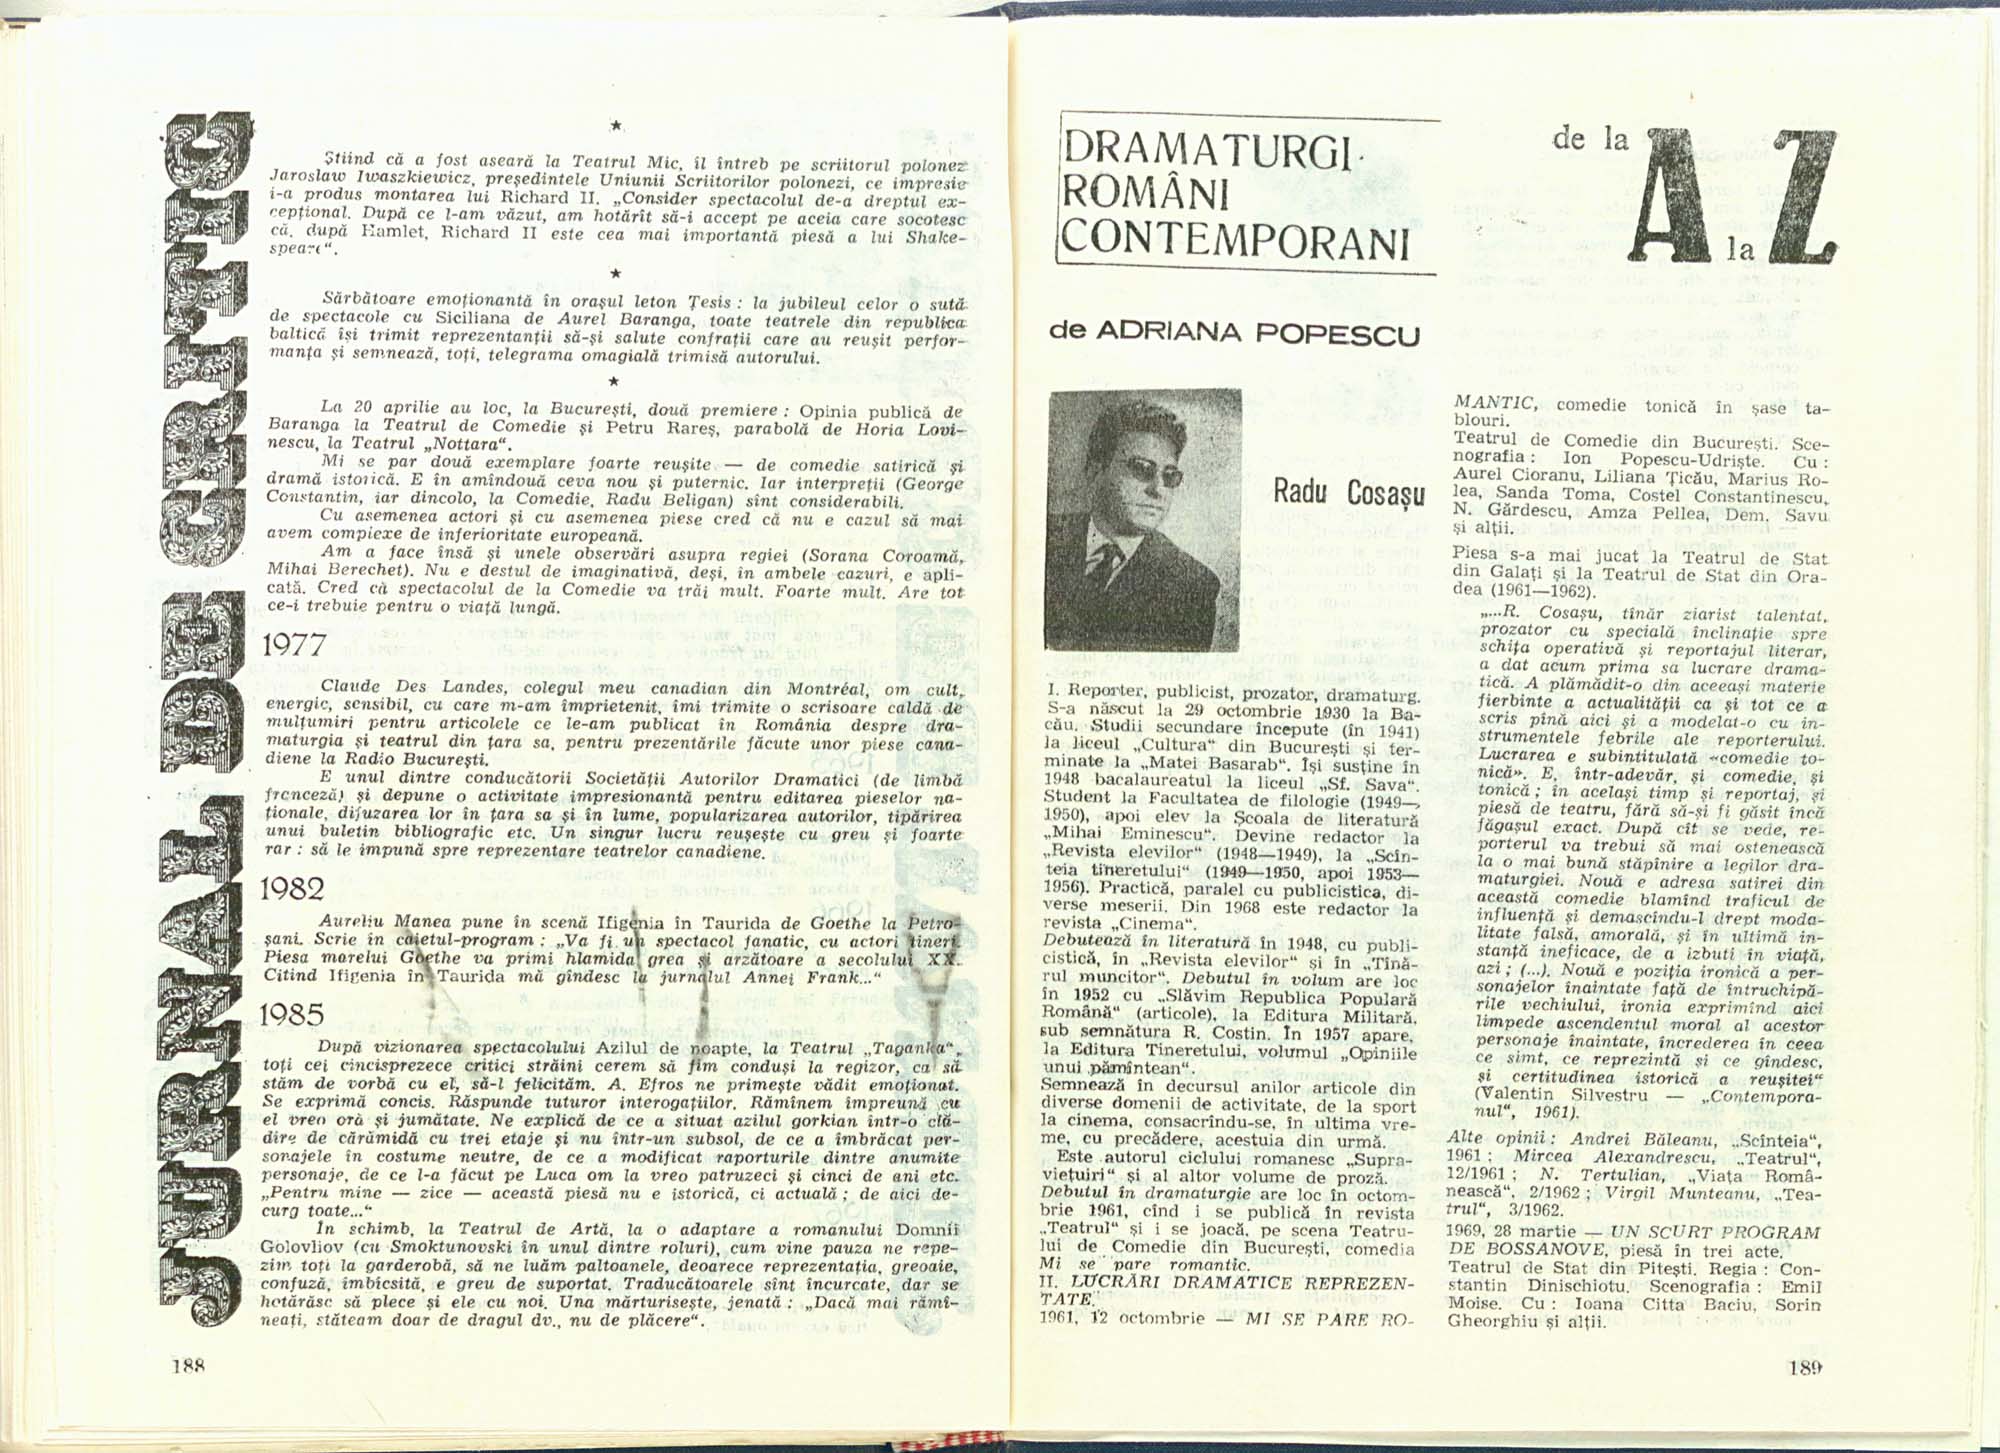 JURNAL DE CRITIC
★
Știind că a fost aseară la Teatrul Mic, îl întreb pe scriitorul polonez
Jaroslaw Iwaszkiewicz, președintele Uniunii Scriitorilor polonezi, ce impresie
i-a produs montarea lui Richard II. „Consider spectacolul de-a dreptul ex-
cepțional. După ce l-am văzut, am hotărît să-i accept pe aceia care socotesc
că, după Hamlet, Richard II este cea mai importantă piesă a lui Shake-
speare“.
★
Sărbătoare emoționantă în orașul leton Țesis : la jubileul celor o sută
de spectacole cu Siciliana de Aurel Baranga, toate teatrele din republica
baltică își trimit reprezentanții să-și salute confrații care au reușit perfor-
manța și semnează, toți, telegrama omagială trimisă autorului.
★
La 20 aprilie au loc, la București, două premiere : Opinia publică de
Baranga la Teatrul de Comedie și Petru Rareș, parabolă de Horia Lovi-
nescu, la Teatrul „Nottara“.
Mi se par două exemplare foarte reușite — de comedie satirică și
dramă istorică. E în amîndouă ceva nou și puternic. Iar interpreții (George
Constantin, iar dincolo, la Comedie, Radu Beligan) sînt considerabili.
Cu asemenea actori și cu asemenea piese cred că nu e cazul să mai
avem complexe de inferioritate europeană.
Am a face însă și unele observări asupra regiei (Sorana Coroamă,
Mihai Berechet). Nu e destul de imaginativă, deși, în ambele cazuri, e apli-
cată. Cred că spectacolul de la Comedie va trăi mult. Foarte mult. Are tot
ce-i trebuie pentru o viață lungă.
1977
Claude Des Landes, colegul meu canadian din Montréal, om cult,
energic, sensibil, cu care m-am împrietenit, îmi trimite o scrisoare caldă de
mulțumiri pentru articolele ce le-am publicat în România despre dra-
maturgia și teatrul din țara sa, pentru prezentările făcute unor piese cana-
diene la Radio București.
E unul dintre conducătorii Societății Autorilor Dramatici (de limbă
franceză) și depune o activitate impresionantă pentru editarea pieselor na-
ționale, difuzarea lor în țara sa și în lume, popularizarea autorilor, tipărirea
unui buletin bibliografic etc. Un singur lucru reușește cu greu și foarte
rar : să le impună spre reprezentare teatrelor canadiene.
1982
Aureliu Manea pune în scenă Ifigenia în Taurida de Goethe la Petro-
șani. Scrie în caietul-program : „Va fi un spectacol fanatic, cu actori tineri.
Piesa marelui Goethe va primi hlamida grea și arzătoare a secolului XX.
Citind Ifigenia în Taurida mă gîndesc la jurnalul Annei Frank...“
1985
După vizionarea spectacolului Azilul de noapte, la Teatrul „Taganka“,
toți cei cincisprezece critici străini cerem să fim conduși la regizor, ca să
stăm de vorbă cu el, să-l felicităm. A. Efros ne primește vădit emoționat.
Se exprimă concis. Răspunde tuturor interogațiilor. Rămînem împreună cu
el vreo oră și jumătate. Ne explică de ce a situat azilul gorkian într-o clă-
dire de cărămidă cu trei etaje și nu într-un subsol, de ce a îmbrăcat per-
sonajele în costume neutre, de ce a modificat raporturile dintre anumite
personaje, de ce l-a făcut pe Luca om la vreo patruzeci și cinci de ani etc.
„Pentru mine — zice — această piesă nu e istorică, ci actuală ; de aici de-
curg toate...“
În schimb, la Teatrul de Artă, la o adaptare a romanului Domnii
Golovliov (cu Smoktunovski în unul dintre roluri), cum vine pauza ne repe-
zim toți la garderobă, să ne luăm paltoanele, deoarece reprezentația, greoaie,
confuză, îmbîcsită, e greu de suportat. Traducătoarele sînt încurcate, dar se
hotărăsc să plece și ele cu noi. Una mărturisește, jenată : „Dacă mai rămî-
neați, stăteam doar de dragul dv., nu de plăcere“.
188
DRAMATURGI
ROMÂNI
CONTEMPORANI
de la A la Z
de ADRIANA POPESCU
Radu Cosașu
I. Reporter, publicist, prozator, dramaturg.
S-a născut la 29 octombrie 1930 la Ba-
cău. Studii secundare începute (în 1941)
la liceul „Cultura“ din București și ter-
minate la „Matei Basarab“. Își susține în
1948 bacalaureatul la liceul „Sf. Sava“.
Student la Facultatea de filologie (1949—
1950), apoi elev la Școala de literatură
„Mihai Eminescu“. Devine redactor la
„Revista elevilor“ (1948—1949), la „Scîn-
teia tineretului“ (1949—1950, apoi 1953—
1956). Practică, paralel cu publicistica, di-
verse meserii. Din 1968 este redactor la
revista „Cinema“.
Debutează în literatură în 1948, cu publi-
cistică, în „Revista elevilor“ și în „Tînă-
rul muncitor“. Debutul în volum are loc
în 1952 cu „Slăvim Republica Populară
Română“ (articole), la Editura Militară,
sub semnătura R. Costin. În 1957 apare,
la Editura Tineretului, volumul „Opiniile
unui pămîntean“.
Semnează în decursul anilor articole din
diverse domenii de activitate, de la sport
la cinema, consacrîndu-se, în ultima vre-
me, cu precădere, acestuia din urmă.
Este autorul ciclului romanesc „Supra-
viețuiri“ și al altor volume de proză.
Debutul în dramaturgie are loc în octom-
brie 1961, cînd i se publică în revista
„Teatrul“ și i se joacă, pe scena Teatru-
lui de Comedie din București, comedia
Mi se pare romantic.
II. LUCRĂRI DRAMATICE REPREZEN-
TATE.
1961, 12 octombrie — MI SE PARE RO-
MANTIC, comedie tonică în șase ta-
blouri.
Teatrul de Comedie din București. Sce-
nografia : Ion Popescu-Udriște. Cu :
Aurel Cioranu, Liliana Țicău, Marius Ro-
lea, Sanda Toma, Costel Constantinescu,
N. Gărdescu, Amza Pellea, Dem. Savu
și alții.
Piesa s-a mai jucat la Teatrul de Stat
din Galați și la Teatrul de Stat din Ora-
dea (1961—1962).
„...R. Cosașu, tînăr ziarist talentat,
prozator cu specială înclinație spre
schița operativă și reportajul literar,
a dat acum prima sa lucrare drama-
tică. A plămădit-o din aceeași materie
fierbinte a actualității ca și tot ce a
scris pînă aici și a modelat-o cu in-
strumentele febrile ale reporterului.
Lucrarea e subintitulată «comedie to-
nică». E, într-adevăr, și comedie, și
tonică ; în același timp și reportaj, și
piesă de teatru, fără să-și fi găsit încă
făgașul exact. După cît se vede, re-
porterul va trebui să mai ostenească
la o mai bună stăpînire a legilor dra-
maturgiei. Nouă e adresa satirei din
această comedie blamînd traficul de
influență și demascîndu-l drept moda-
litate falsă, amorală, și în ultimă in-
stanță ineficace, de a izbuti în viață,
azi ; (...). Nouă e poziția ironică a per-
sonajelor înaintate față de întruchipă-
rile vechiului, ironia exprimînd aici
limpede ascendentul moral al acestor
personaje înaintate, încrederea în ceea
ce simt, ce reprezintă și ce gîndesc,
și certitudinea istorică a reușitei“
(Valentin Silvestru — „Contempora-
nul“, 1961).
Alte opinii : Andrei Băleanu, „Scînteia“,
1961 ; Mircea Alexandrescu, „Teatrul“,
12/1961 ; N. Tertulian, „Viața Româ-
nească“, 2/1962 ; Virgil Munteanu, „Tea-
trul“, 3/1962.
1969, 28 martie — UN SCURT PROGRAM
DE BOSSANOVE, piesă în trei acte.
Teatrul de Stat din Pitești. Regia : Con-
stantin Dinischiotu. Scenografia : Emil
Moise. Cu : Ioana Citta Baciu, Sorin
Gheorghiu și alții.
189